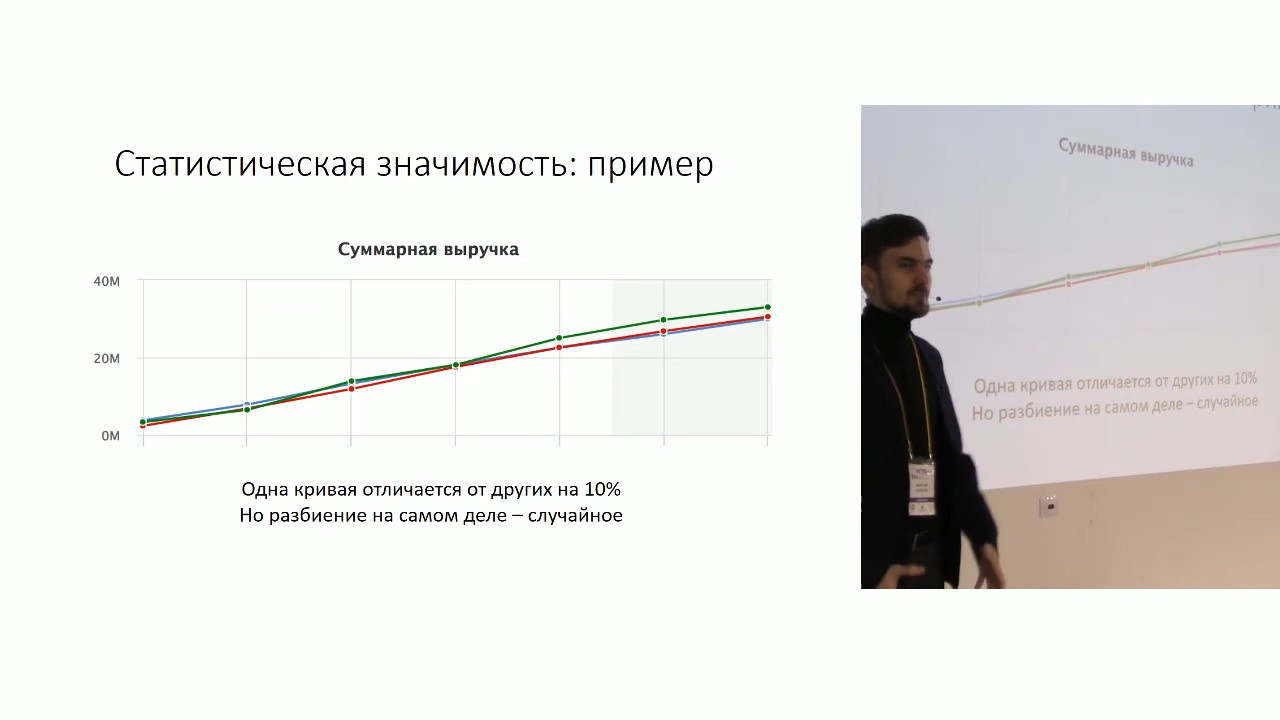 Статистическая значимость: пример
Суммарная выручка
40M
20M
0M
Одна кривая отличается от других на 10%
Но разбиение на самом деле – случайное
Суммарная выручка
Одна кривая отличается от других на 10%
Но разбиение на самом деле – случайное